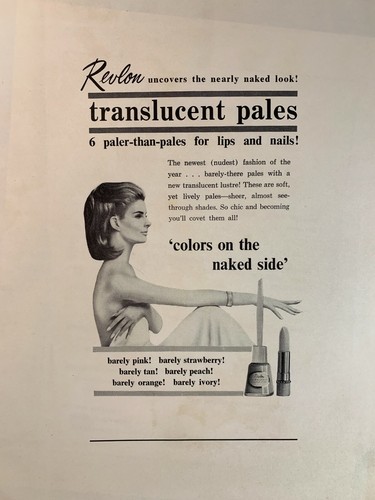 Revlon uncovers the nearly naked look!
translucent pales
6 paler-than-pales for lips and nails!
The newest (nudest) fashion of the
year . . . barely-there pales with a
new translucent lustre! These are soft,
yet lively pales—sheer, almost see-
through shades. So chic and becoming
you'll covet them all!
‘colors on the
naked side’
barely pink! barely strawberry!
barely tan! barely peach!
barely orange! barely ivory!